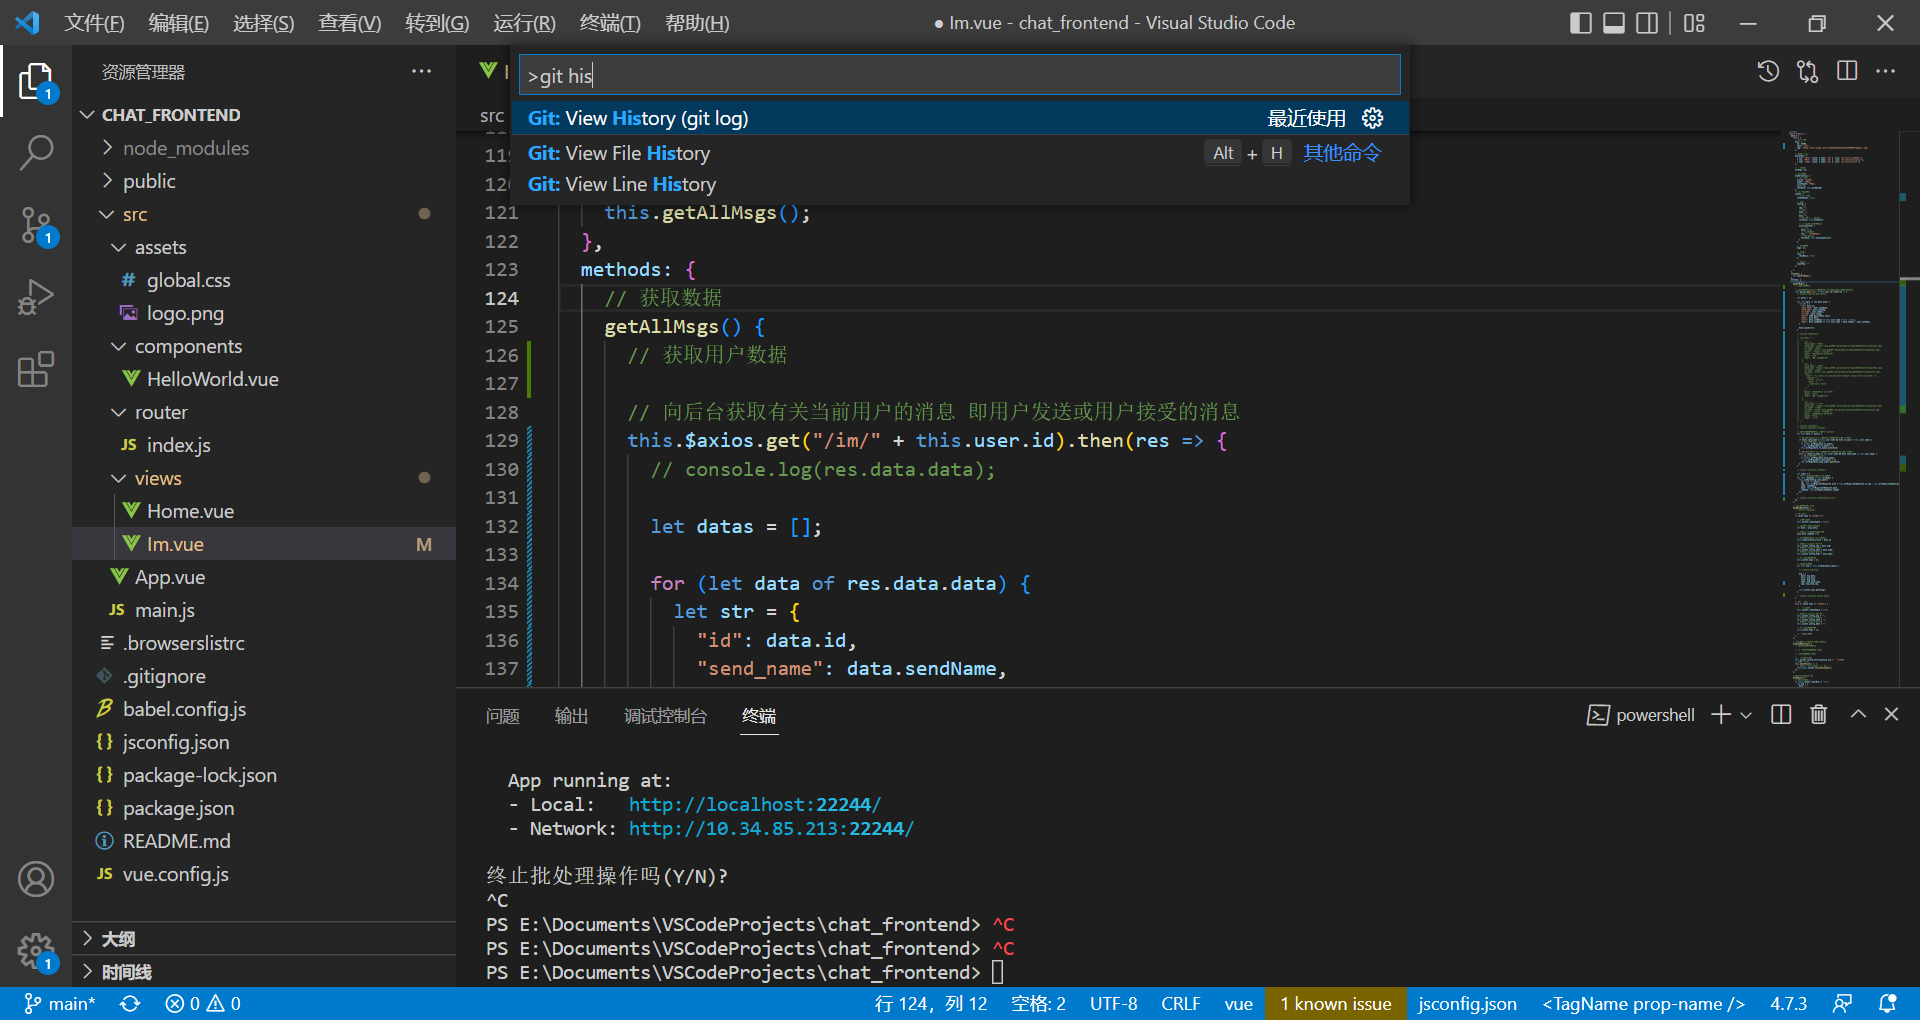 文件(F) 编辑(E) 选择(S) 查看(V) 转到(G) 运行(R) 终端(T) 帮助(H)
● Im.vue - chat_frontend - Visual Studio Code
资源管理器
CHAT_FRONTEND
node_modules
public
src
assets
# global.css
logo.png
components
HelloWorld.vue
router
JS index.js
views
Home.vue
Im.vue M
App.vue
JS main.js
.browserslistrc
.gitignore
babel.config.js
{} jsconfig.json
{} package-lock.json
{} package.json
README.md
JS vue.config.js
大纲
时间线
1
1
1
>git his
Git: View History (git log) 最近使用
Git: View File History Alt + H 其他命令
Git: View Line History
src
121 this.getAllMsgs();
122 },
123 methods: {
124 // 获取数据
125 getAllMsgs() {
126 // 获取用户数据
127
128 // 向后台获取有关当前用户的消息 即用户发送或用户接受的消息
129 this.$axios.get("/im/" + this.user.id).then(res => {
130 // console.log(res.data.data);
131
132 let datas = [];
133
134 for (let data of res.data.data) {
135 let str = {
136 "id": data.id,
137 "send_name": data.sendName,
问题 输出 调试控制台 终端
powershell
App running at:
- Local: http://localhost:22244/
- Network: http://10.34.85.213:22244/
终止批处理操作吗(Y/N)?
^C
PS E:\Documents\VSCodeProjects\chat_frontend> ^C
PS E:\Documents\VSCodeProjects\chat_frontend> ^C
PS E:\Documents\VSCodeProjects\chat_frontend>
main* 0 0 行 124，列 12 空格: 2 UTF-8 CRLF vue 1 known issue jsconfig.json <TagName prop-name /> 4.7.3